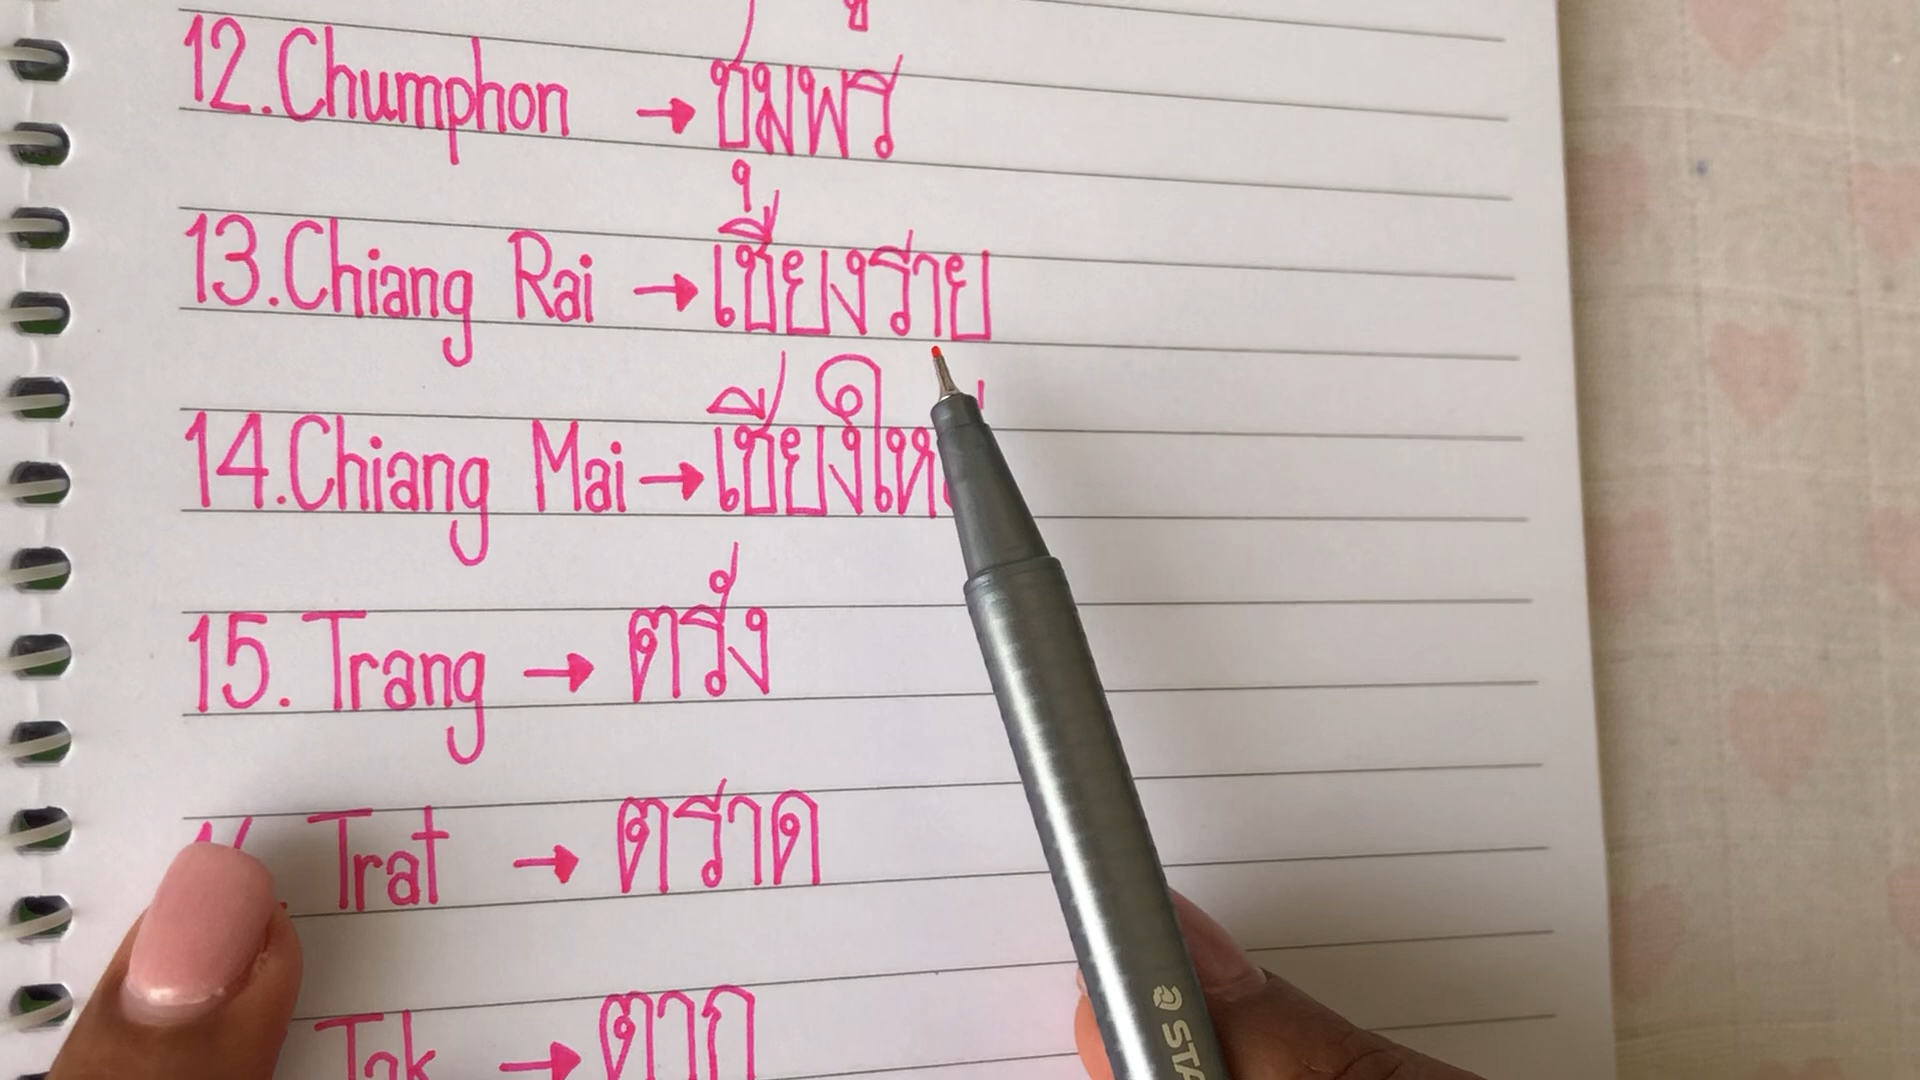 12. Chumphon → ชุมพร
13. Chiang Rai → เชียงราย
14. Chiang Mai → เชียงให
15. Trang → ตรัง
Trat → ตราด
Tak → ตาก
STA